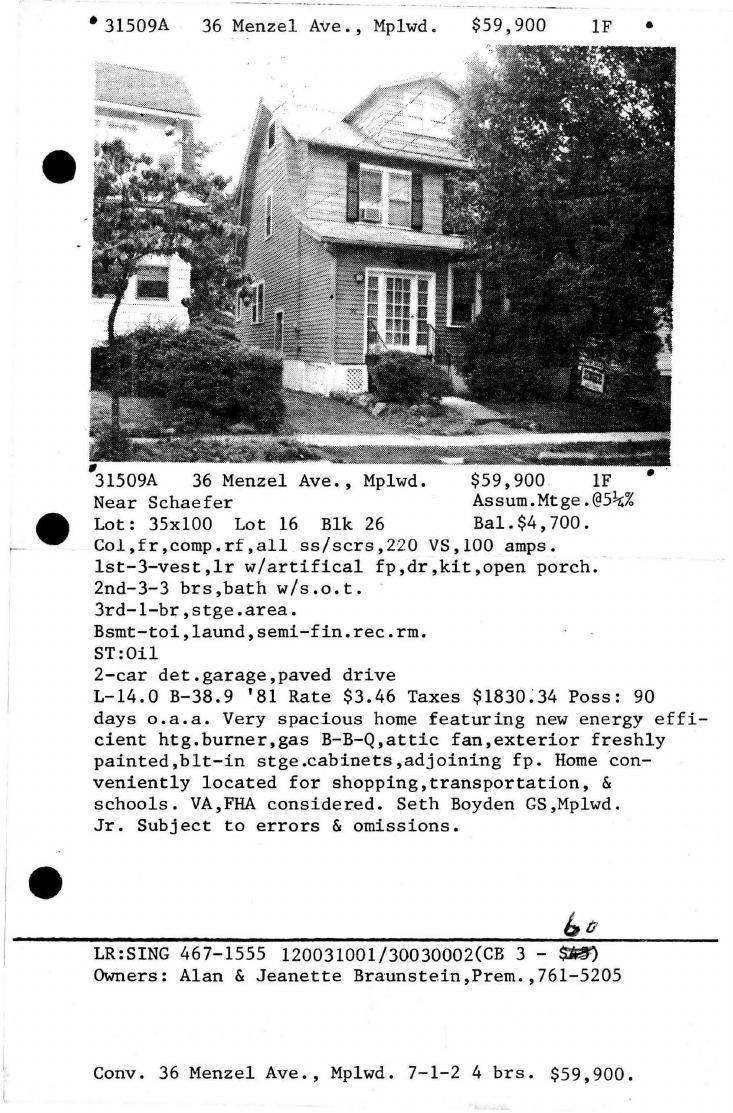 31509A 36 Menzel Ave., Mplwd. $59,900 1F
31509A 36 Menzel Ave., Mplwd. $59,900 1F
Near Schaefer Assum.Mtge.@5¼%
Lot: 35x100 Lot 16 Blk 26 Bal.$4,700.
Col,fr,comp.rf,all ss/scrs,220 VS,100 amps.
1st-3-vest,lr w/artifical fp,dr,kit,open porch.
2nd-3-3 brs,bath w/s.o.t.
3rd-1-br,stge.area.
Bsmt-toi,laund,semi-fin.rec.rm.
ST:Oil
2-car det.garage,paved drive
L-14.0 B-38.9 '81 Rate $3.46 Taxes $1830.34 Poss: 90
days o.a.a. Very spacious home featuring new energy effi-
cient htg.burner,gas B-B-Q,attic fan,exterior freshly
painted,blt-in stge.cabinets,adjoining fp. Home con-
veniently located for shopping,transportation, &
schools. VA,FHA considered. Seth Boyden GS,Mplwd.
Jr. Subject to errors & omissions.
60
LR:SING 467-1555 120031001/30030002(CB 3 - $)
Owners: Alan & Jeanette Braunstein,Prem.,761-5205
Conv. 36 Menzel Ave., Mplwd. 7-1-2 4 brs. $59,900.